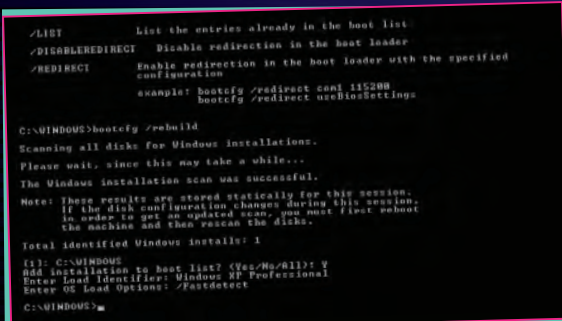 /LIST List the entries already in the boot list
/DISABLEREDIRECT Disable redirection in the boot loader
/REDIRECT Enable redirection in the boot loader with the specified
configuration
example: bootcfg /redirect com1 115200
bootcfg /redirect useBiosSettings
C:\WINDOWS>bootcfg /rebuild
Scanning all disks for Windows installations.
Please wait, since this may take a while...
The Windows installation scan was successful.
Note: These results are stored statically for this session.
If the disk configuration changes during this session,
in order to get an updated scan, you must first reboot
the machine and then rescan the disks.
Total identified Windows installs: 1
[1]: C:\WINDOWS
Add installation to boot list? (Yes/No/All): Y
Enter Load Identifier: Windows XP Professional
Enter OS Load Options: /Fastdetect
C:\WINDOWS>